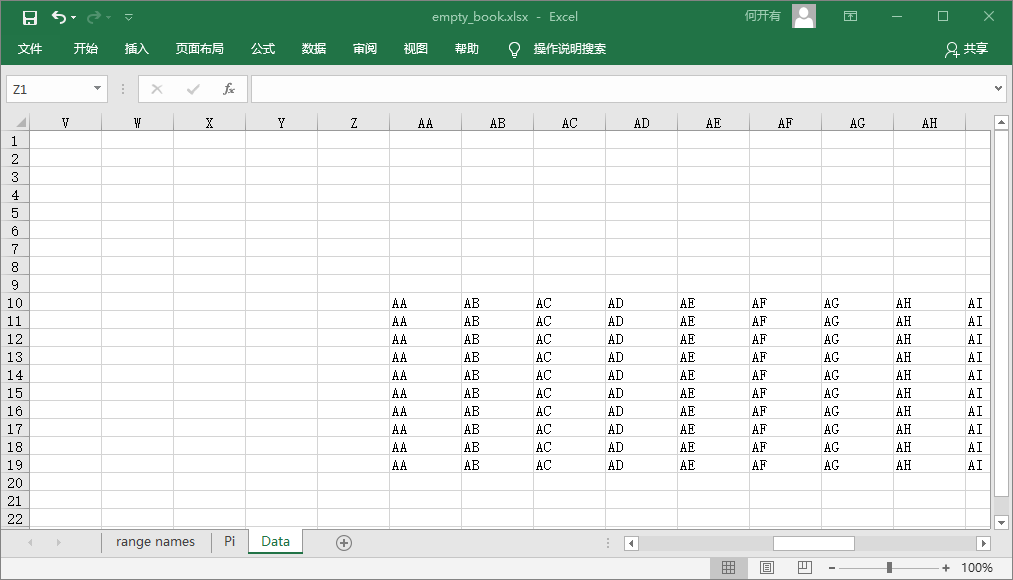 empty_book.xlsx - Excel 何开有
文件 开始 插入 页面布局 公式 数据 审阅 视图 帮助 操作说明搜索 共享
Z1 fx
V W X Y Z AA AB AC AD AE AF AG AH
1
2
3
4
5
6
7
8
9
10 AA AB AC AD AE AF AG AH AI
11 AA AB AC AD AE AF AG AH AI
12 AA AB AC AD AE AF AG AH AI
13 AA AB AC AD AE AF AG AH AI
14 AA AB AC AD AE AF AG AH AI
15 AA AB AC AD AE AF AG AH AI
16 AA AB AC AD AE AF AG AH AI
17 AA AB AC AD AE AF AG AH AI
18 AA AB AC AD AE AF AG AH AI
19 AA AB AC AD AE AF AG AH AI
20
21
22
range names Pi Data
100%